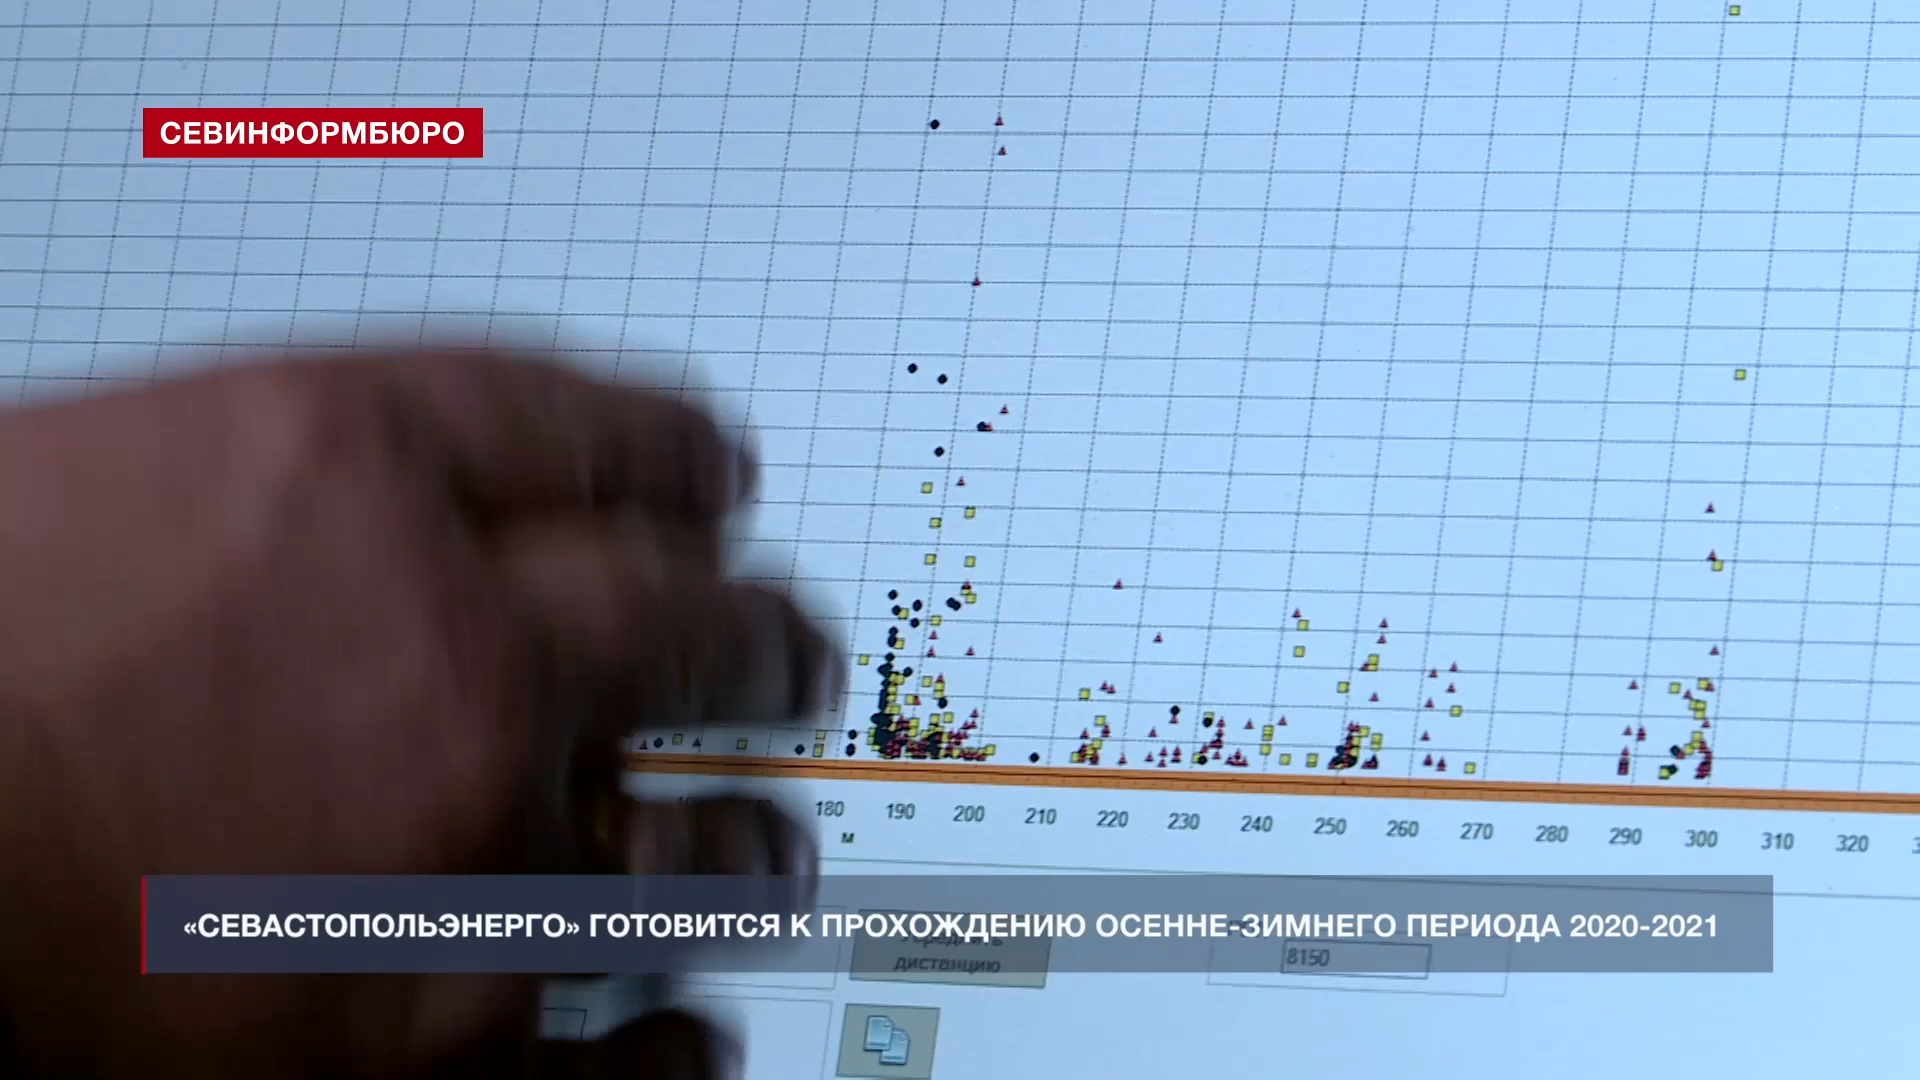 СЕВИНФОРМБЮРО
180 190 200 210 220 230 240 250 260 270 280 290 300 310 320
м
«СЕВАСТОПОЛЬЭНЕРГО» ГОТОВИТСЯ К ПРОХОЖДЕНИЮ ОСЕННЕ-ЗИМНЕГО ПЕРИОДА 2020-2021
дистанцию
8150